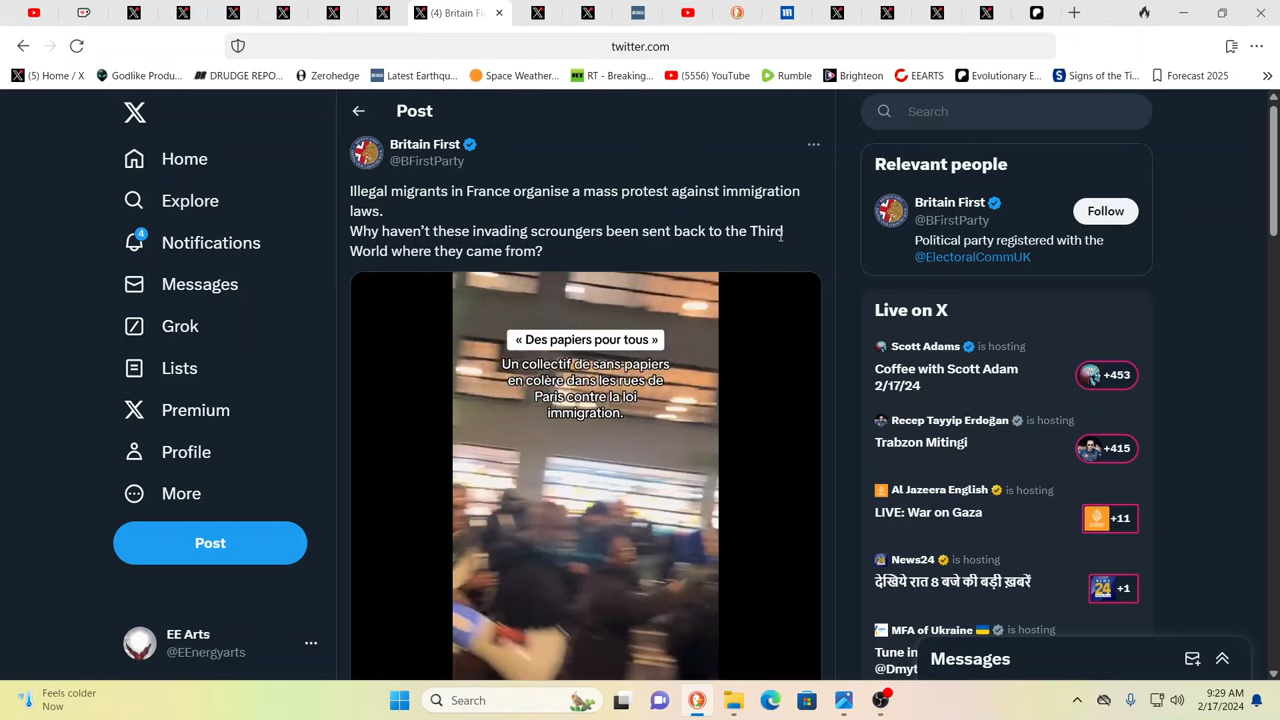 (4) Britain Fi
twitter.com
(5) Home / X
Godlike Produ...
DRUDGE REPO...
Zerohedge
Latest Earthqu...
Space Weather...
RT - Breaking...
(5556) YouTube
Rumble
Brighteon
EEARTS
Evolutionary E...
Signs of the Ti...
Forecast 2025
Home
Explore
4
Notifications
Messages
Grok
Lists
Premium
Profile
More
Post
EE Arts
@EEnergyarts
Post
Britain First
@BFirstParty
Illegal migrants in France organise a mass protest against immigration
laws.
Why haven't these invading scroungers been sent back to the Third
World where they came from?
« Des papiers pour tous »
Un collectif de sans-papiers
en colère dans les rues de
Paris contre la loi
immigration.
Search
Relevant people
Britain First
@BFirstParty
Follow
Political party registered with the
@ElectoralCommUK
Live on X
Scott Adams is hosting
Coffee with Scott Adam
2/17/24
+453
Recep Tayyip Erdoğan is hosting
Trabzon Mitingi
+415
Al Jazeera English is hosting
LIVE: War on Gaza
+11
News24 is hosting
देखिये रात 8 बजे की बड़ी ख़बरें
+1
MFA of Ukraine is hosting
Tune in
@Dmyt
Messages
Feels colder
Now
Search
9:29 AM
2/17/2024